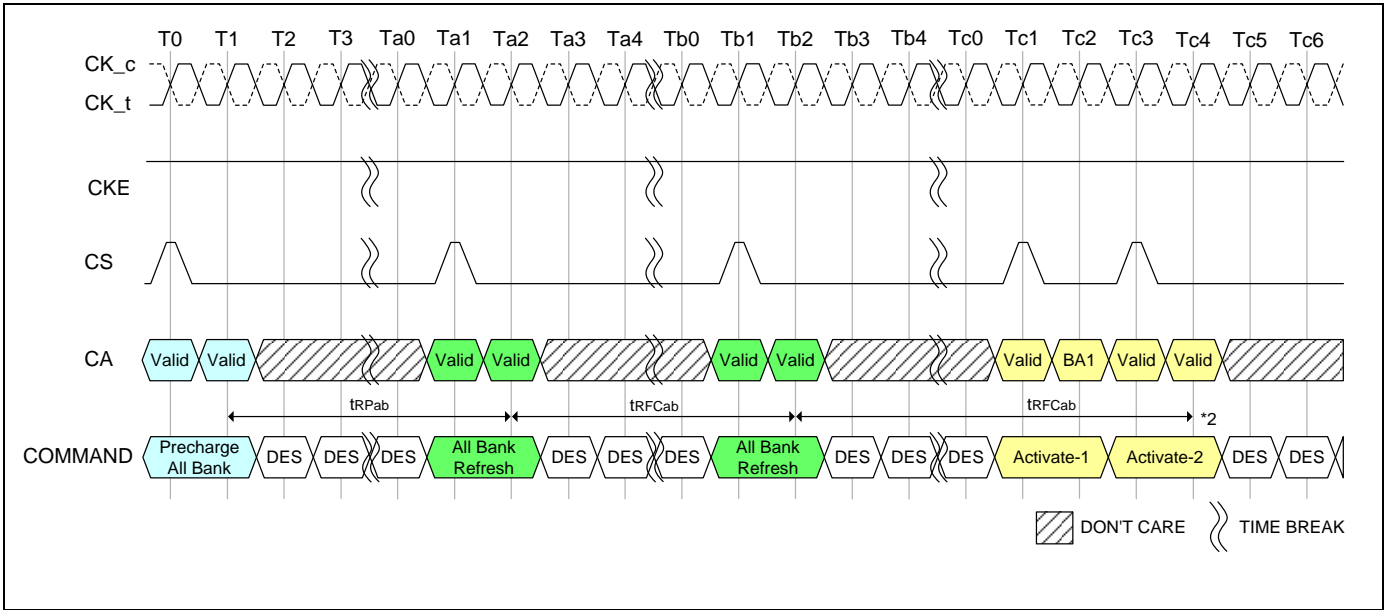 T0 T1 T2 T3 Ta0 Ta1 Ta2 Ta3 Ta4 Tb0 Tb1 Tb2 Tb3 Tb4 Tc0 Tc1 Tc2 Tc3 Tc4 Tc5 Tc6
CK_c
CK_t
CKE
CS
CA Valid Valid Valid Valid Valid Valid Valid BA1 Valid Valid
tRPab tRFCab tRFCab *2
COMMAND Precharge All Bank DES DES DES All Bank Refresh DES DES DES All Bank Refresh DES DES DES Activate-1 Activate-2 DES DES
DON'T CARE TIME BREAK